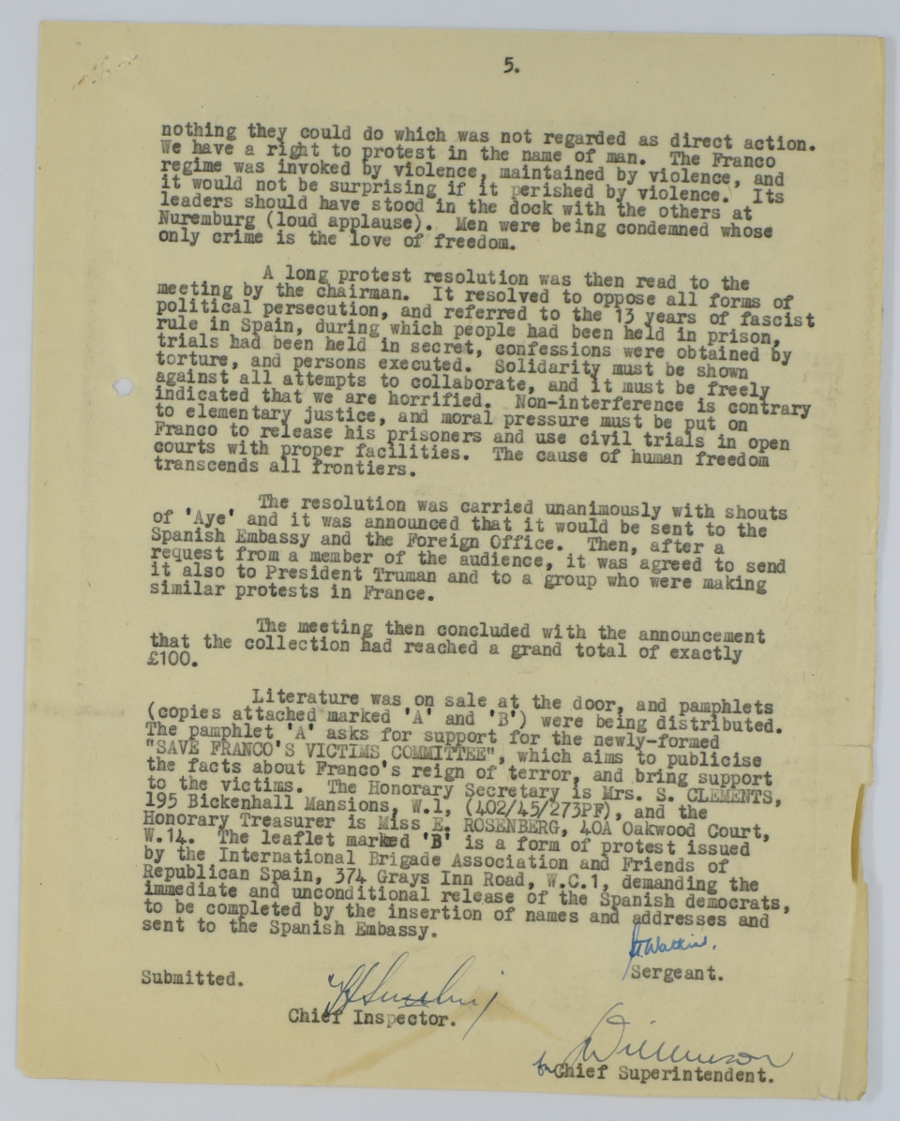 5.
nothing they could do which was not regarded as direct action.
We have a right to protest in the name of man.  The Franco
regime was invoked by violence, maintained by violence, and
it would not be surprising if it perished by violence.  Its
leaders should have stood in the dock with the others at
Nuremburg (loud applause).  Men were being condemned whose
only crime is the love of freedom.
A long protest resolution was then read to the
meeting by the chairman.  It resolved to oppose all forms of
political persecution, and referred to the 13 years of fascist
rule in Spain, during which people had been held in prison,
trials had been held in secret, confessions were obtained by
torture, and persons executed.  Solidarity must be shown
against all attempts to collaborate, and it must be freely
indicated that we are horrified.  Non-interference is contrary
to elementary justice, and moral pressure must be put on
Franco to release his prisoners and use civil trials in open
courts with proper facilities.  The cause of human freedom
transcends all frontiers.
The resolution was carried unanimously with shouts
of 'Aye' and it was announced that it would be sent to the
Spanish Embassy and the Foreign Office.  Then, after a
request from a member of the audience, it was agreed to send
it also to President Truman and to a group who were making
similar protests in France.
The meeting then concluded with the announcement
that the collection had reached a grand total of exactly
£100.
Literature was on sale at the door, and pamphlets
(copies attached marked 'A' and 'B') were being distributed.
The pamphlet 'A' asks for support for the newly-formed
"SAVE FRANCO'S VICTIMS COMMITTEE", which aims to publicise
the facts about Franco's reign of terror, and bring support
to the victims.  The Honorary Secretary is Mrs. S. CLEMENTS,
195 Bickenhall Mansions, W.1, (402/45/273PF), and the
Honorary Treasurer is Miss E. ROSENBERG, 40A Oakwood Court,
W.14.  The leaflet marked 'B' is a form of protest issued
by the International Brigade Association and Friends of
Republican Spain, 374 Grays Inn Road, W.C.1, demanding the
immediate and unconditional release of the Spanish democrats,
to be completed by the insertion of names and addresses and
sent to the Spanish Embassy.
Watkins.
Sergeant.
Submitted.
Chief Inspector.
for Chief Superintendent.